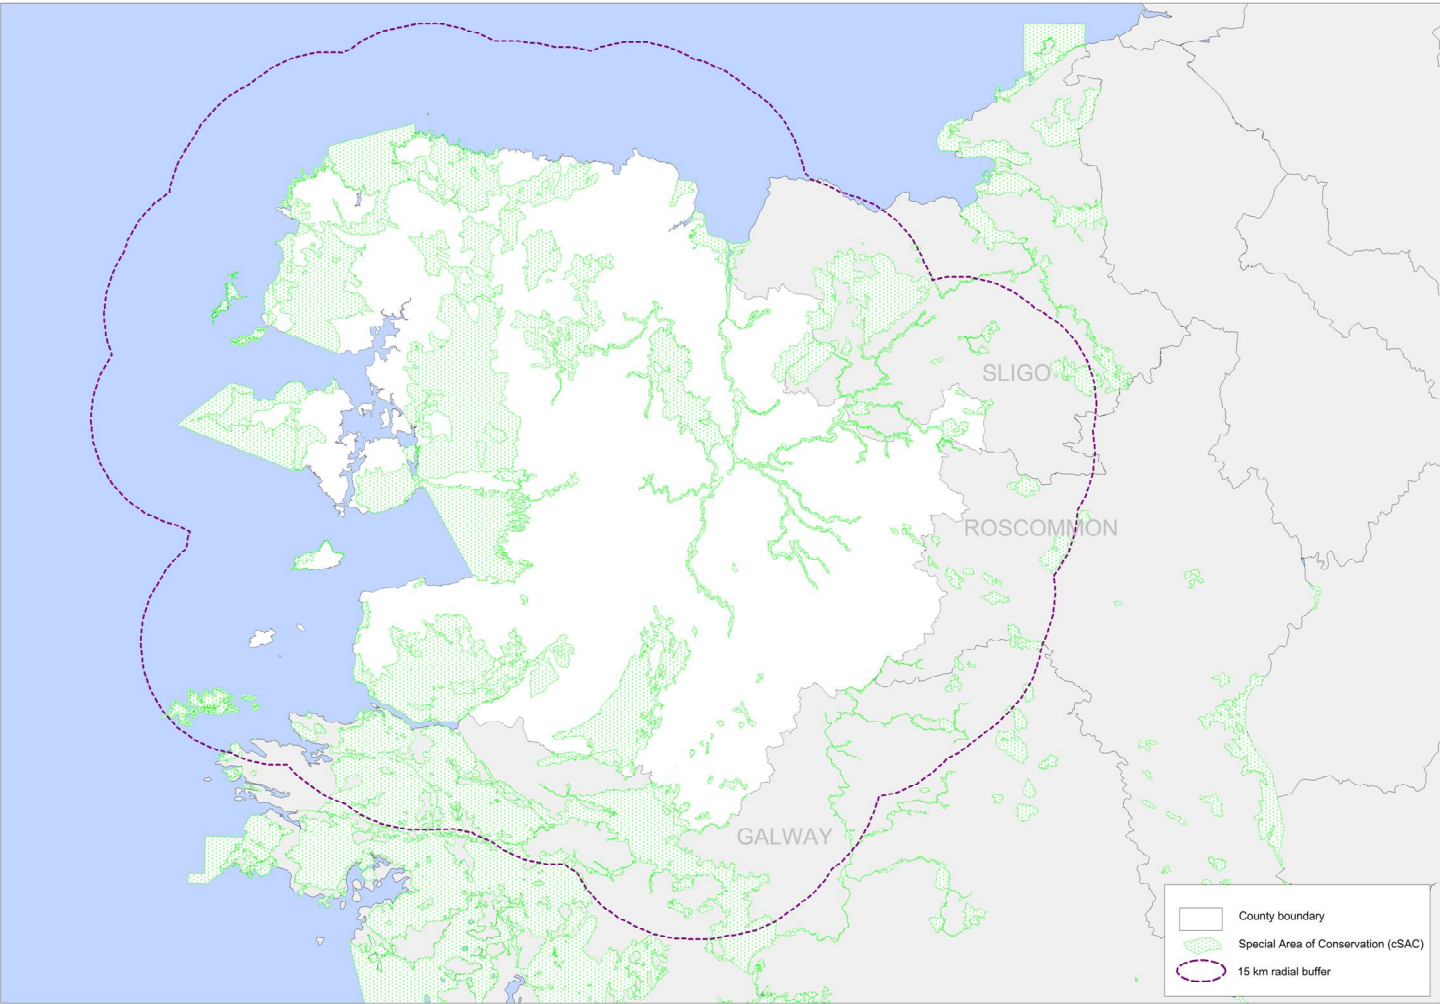 SLIGO
ROSCOMMON
GALWAY
County boundary
Special Area of Conservation (cSAC)
15 km radial buffer